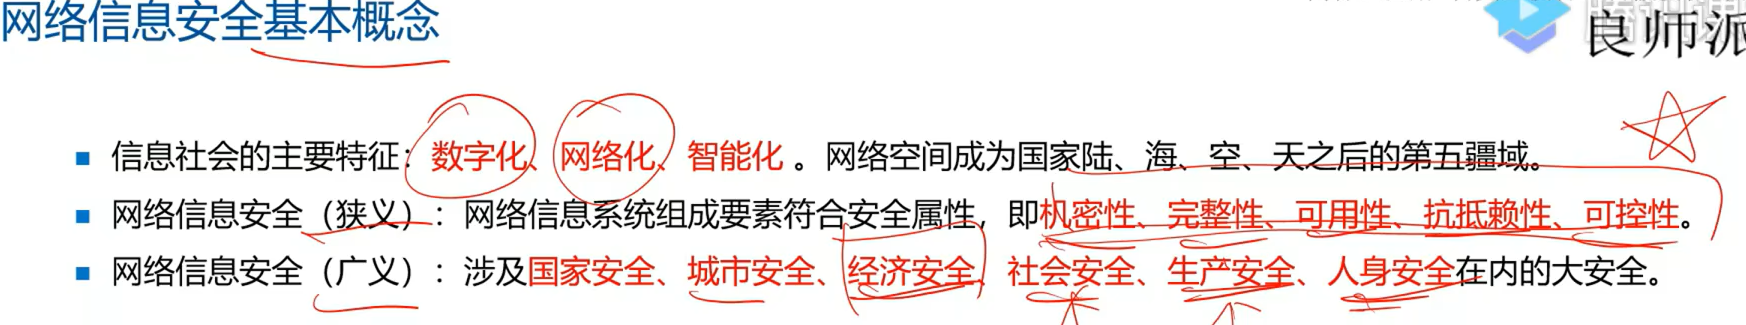 网络信息安全基本概念
良师派
信息社会的主要特征：数字化、网络化、智能化 。网络空间成为国家陆、海、空、天之后的第五疆域。
网络信息安全（狭义）：网络信息系统组成要素符合安全属性，即机密性、完整性、可用性、抗抵赖性、可控性。
网络信息安全（广义）：涉及国家安全、城市安全、经济安全、社会安全、生产安全、人身安全在内的大安全。